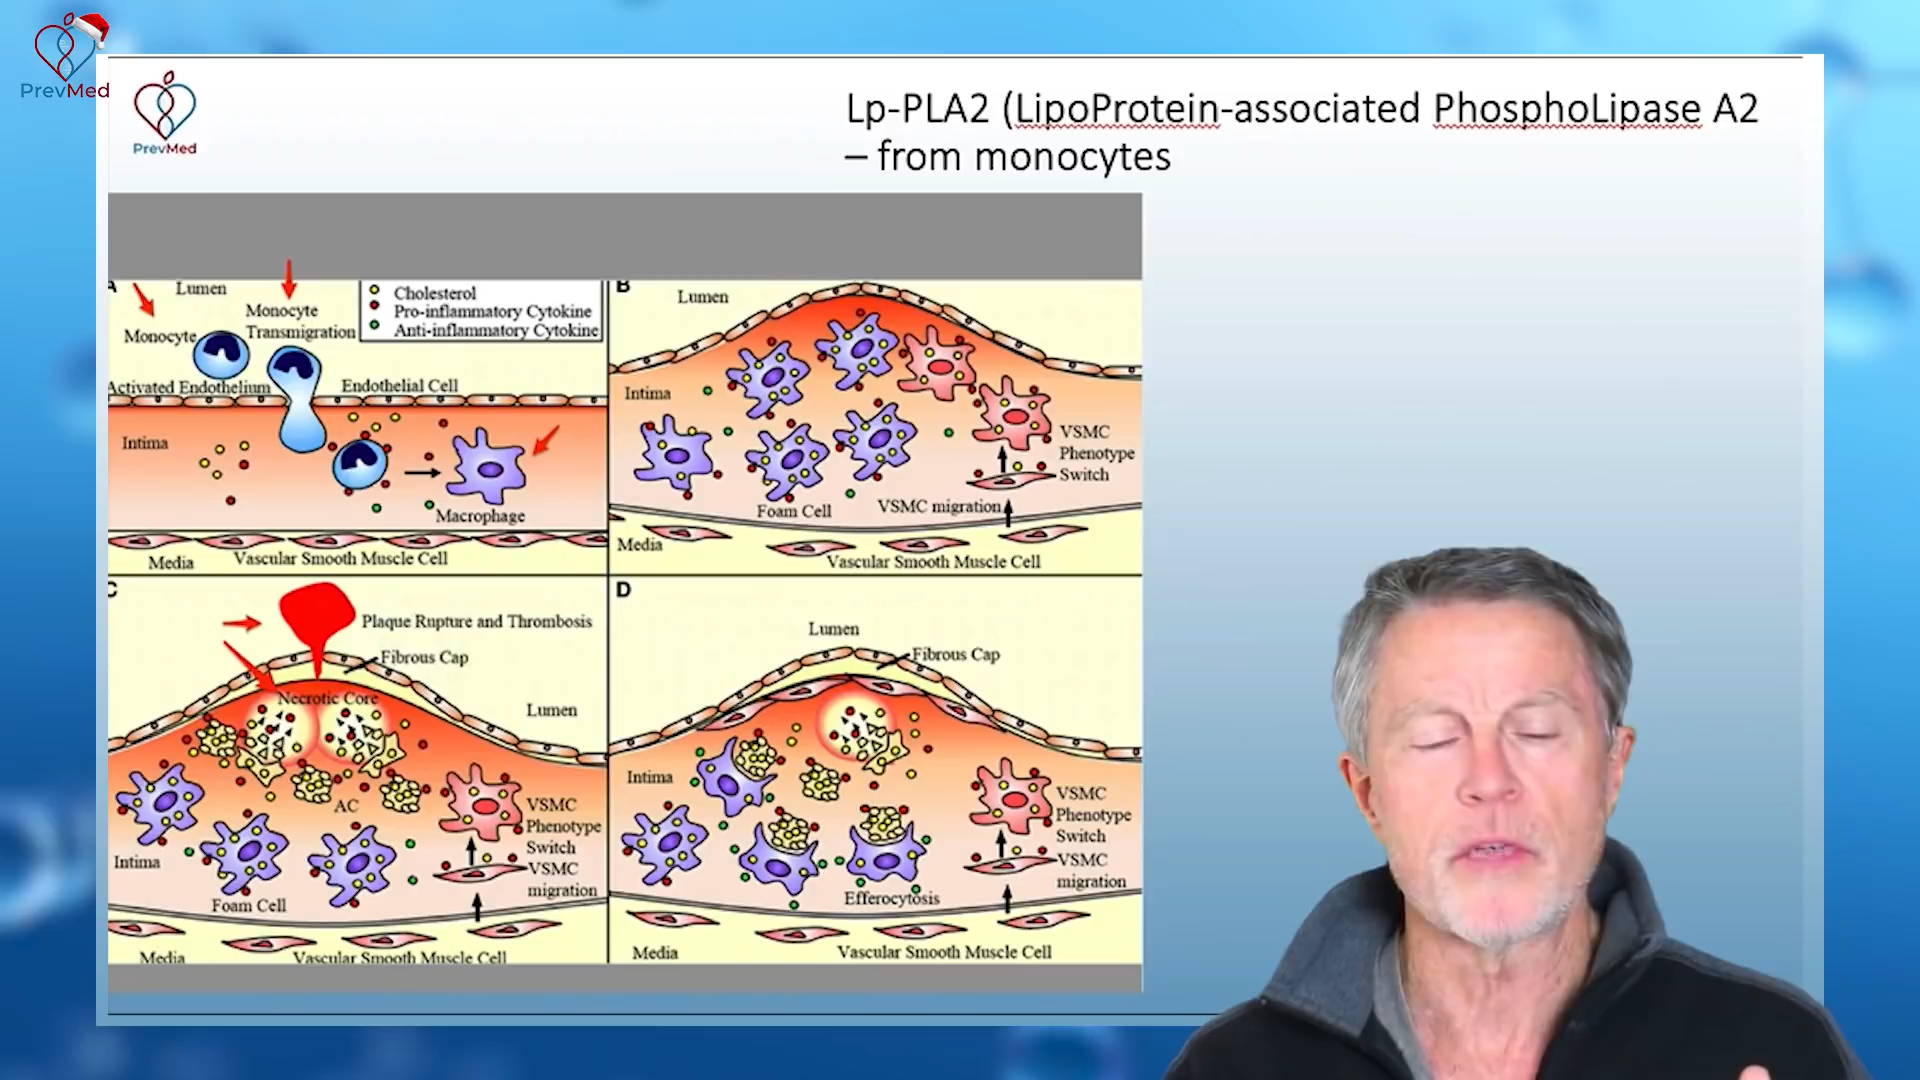 PrevMed
PrevMed
Lp-PLA2 (LipoProtein-associated PhosphoLipase A2
– from monocytes
A
Lumen
Monocyte
Transmigration
Monocyte
Cholesterol
Pro-inflammatory Cytokine
Anti-inflammatory Cytokine
Activated Endothelium
Endothelial Cell
Intima
Macrophage
Media
Vascular Smooth Muscle Cell
B
Lumen
Intima
VSMC
Phenotype
Switch
Foam Cell
VSMC migration
Media
Vascular Smooth Muscle Cell
C
Plaque Rupture and Thrombosis
Fibrous Cap
Necrotic Core
Lumen
AC
VSMC
Phenotype
Switch
VSMC
migration
Intima
Foam Cell
Media
Vascular Smooth Muscle Cell
D
Lumen
Fibrous Cap
Intima
VSMC
Phenotype
Switch
VSMC
migration
Efferocytosis
Media
Vascular Smooth Muscle Cell